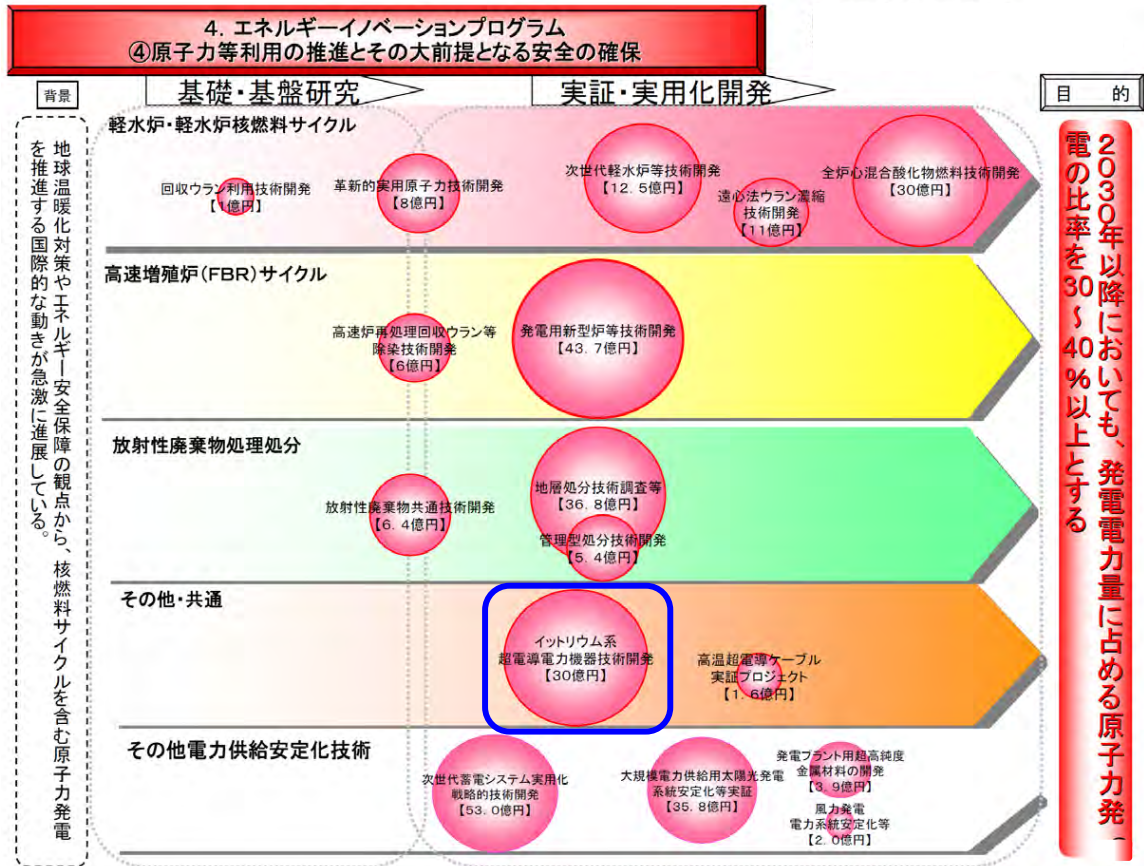 4. エネルギーイノベーションプログラム
④原子力等利用の推進とその大前提となる安全の確保
背景
基礎・基盤研究
実証・実用化開発
目 的
地球温暖化対策やエネルギー安全保障の観点から、核燃料サイクルを含む原子力発電
を推進する国際的な動きが急激に進展している。
軽水炉・軽水炉核燃料サイクル
回収ウラン利用技術開発
【1億円】
革新的実用原子力技術開発
【8億円】
次世代軽水炉等技術開発
【12. 5億円】
遠心法ウラン濃縮
技術開発
【11億円】
全炉心混合酸化物燃料技術開発
【30億円】
高速増殖炉(FBR)サイクル
高速炉再処理回収ウラン等
除染技術開発
【6億円】
発電用新型炉等技術開発
【43. 7億円】
放射性廃棄物処理処分
放射性廃棄物共通技術開発
【6. 4億円】
地層処分技術調査等
【36. 8億円】
管理型処分技術開発
【5. 4億円】
その他・共通
イットリウム系
超電導電力機器技術開発
【30億円】
高温超電導ケーブル
実証プロジェクト
【1. 6億円】
その他電力供給安定化技術
次世代蓄電システム実用化
戦略的技術開発
【53. 0億円】
大規模電力供給用太陽光発電
系統安定化等実証
【35. 8億円】
発電プラント用超高純度
金属材料の開発
【3. 9億円】
風力発電
電力系統安定化等
【2. 0億円】
2030年以降においても、発電電力量に占める原子力発
電の比率を30~40%以上とする